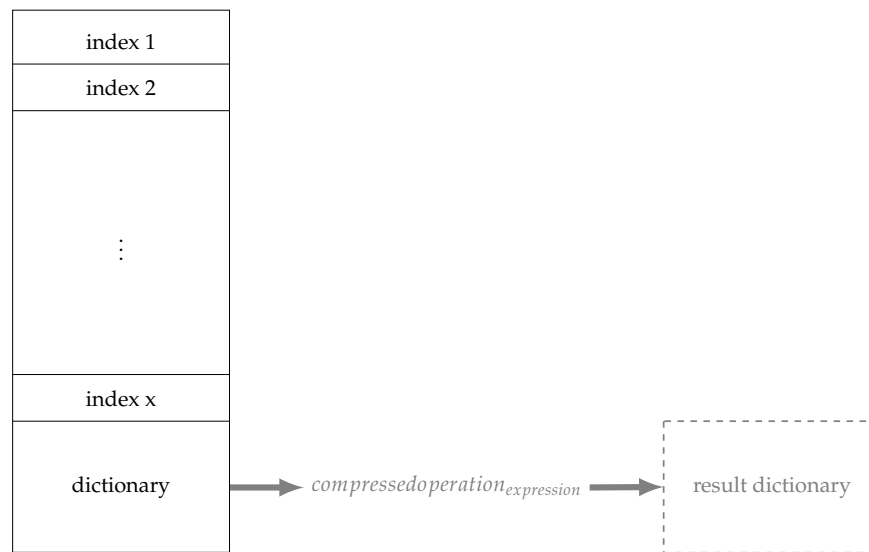 index 1
index 2
⋮
index x
dictionary
compressedoperation_expression
result dictionary